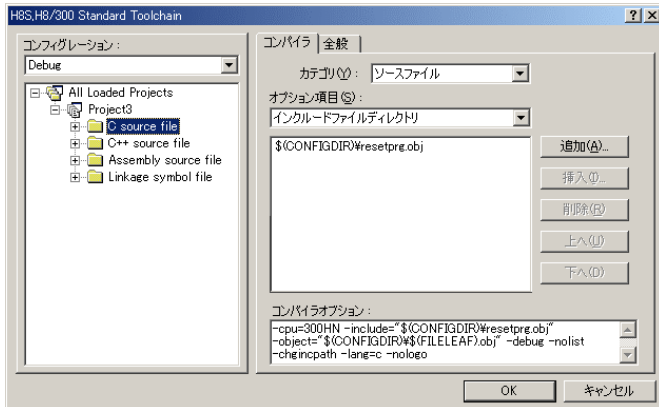 H8S,H8/300 Standard Toolchain
コンフィグレーション :
Debug
All Loaded Projects
Project3
C source file
C++ source file
Assembly source file
Linkage symbol file
コンパイラ 全般
カテゴリ(Y) : ソースファイル
オプション項目(S) :
インクルードファイルディレクトリ
$(CONFIGDIR)¥resetprg.obj
追加(A)...
挿入(I)...
削除(R)
上へ(U)
下へ(D)
コンパイラオプション :
-cpu=300HN -include="$(CONFIGDIR)¥resetprg.obj"
-object="$(CONFIGDIR)¥$(FILELEAF).obj" -debug -nolist
-chgincpath -lang=c -nologo
OK キャンセル